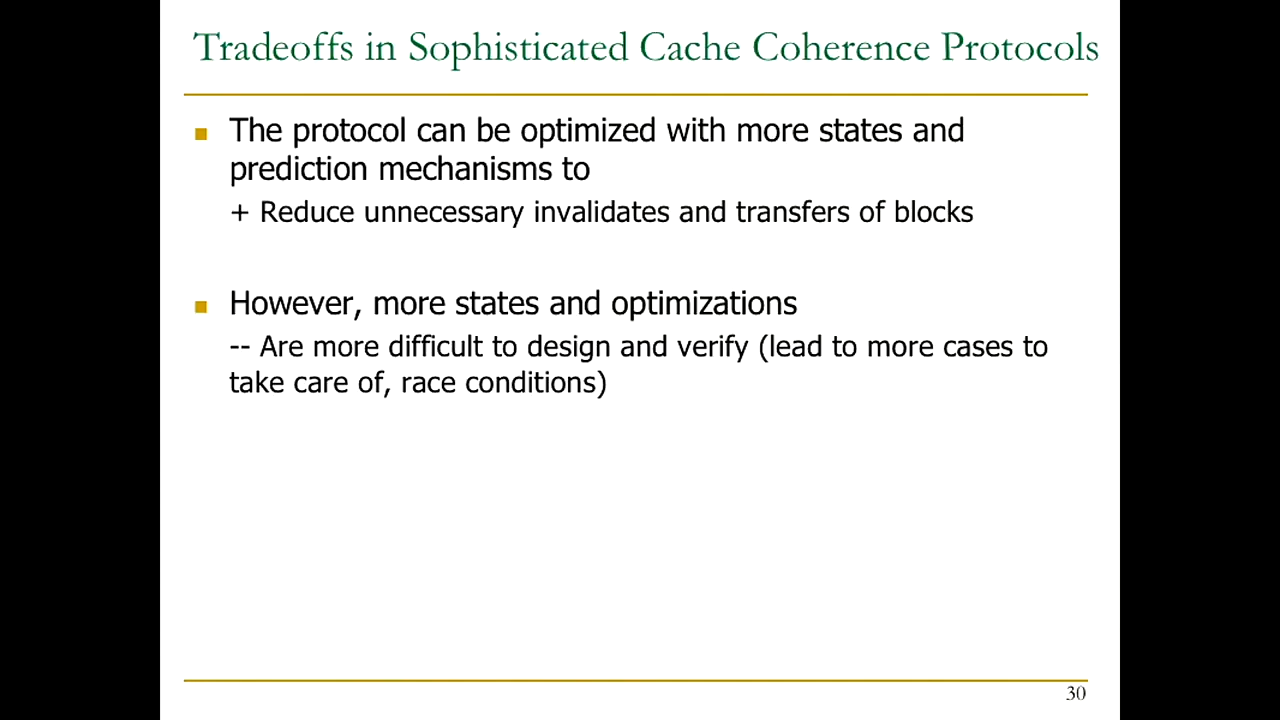 Tradeoffs in Sophisticated Cache Coherence Protocols
The protocol can be optimized with more states and
prediction mechanisms to
+ Reduce unnecessary invalidates and transfers of blocks
However, more states and optimizations
-- Are more difficult to design and verify (lead to more cases to
take care of, race conditions)
30